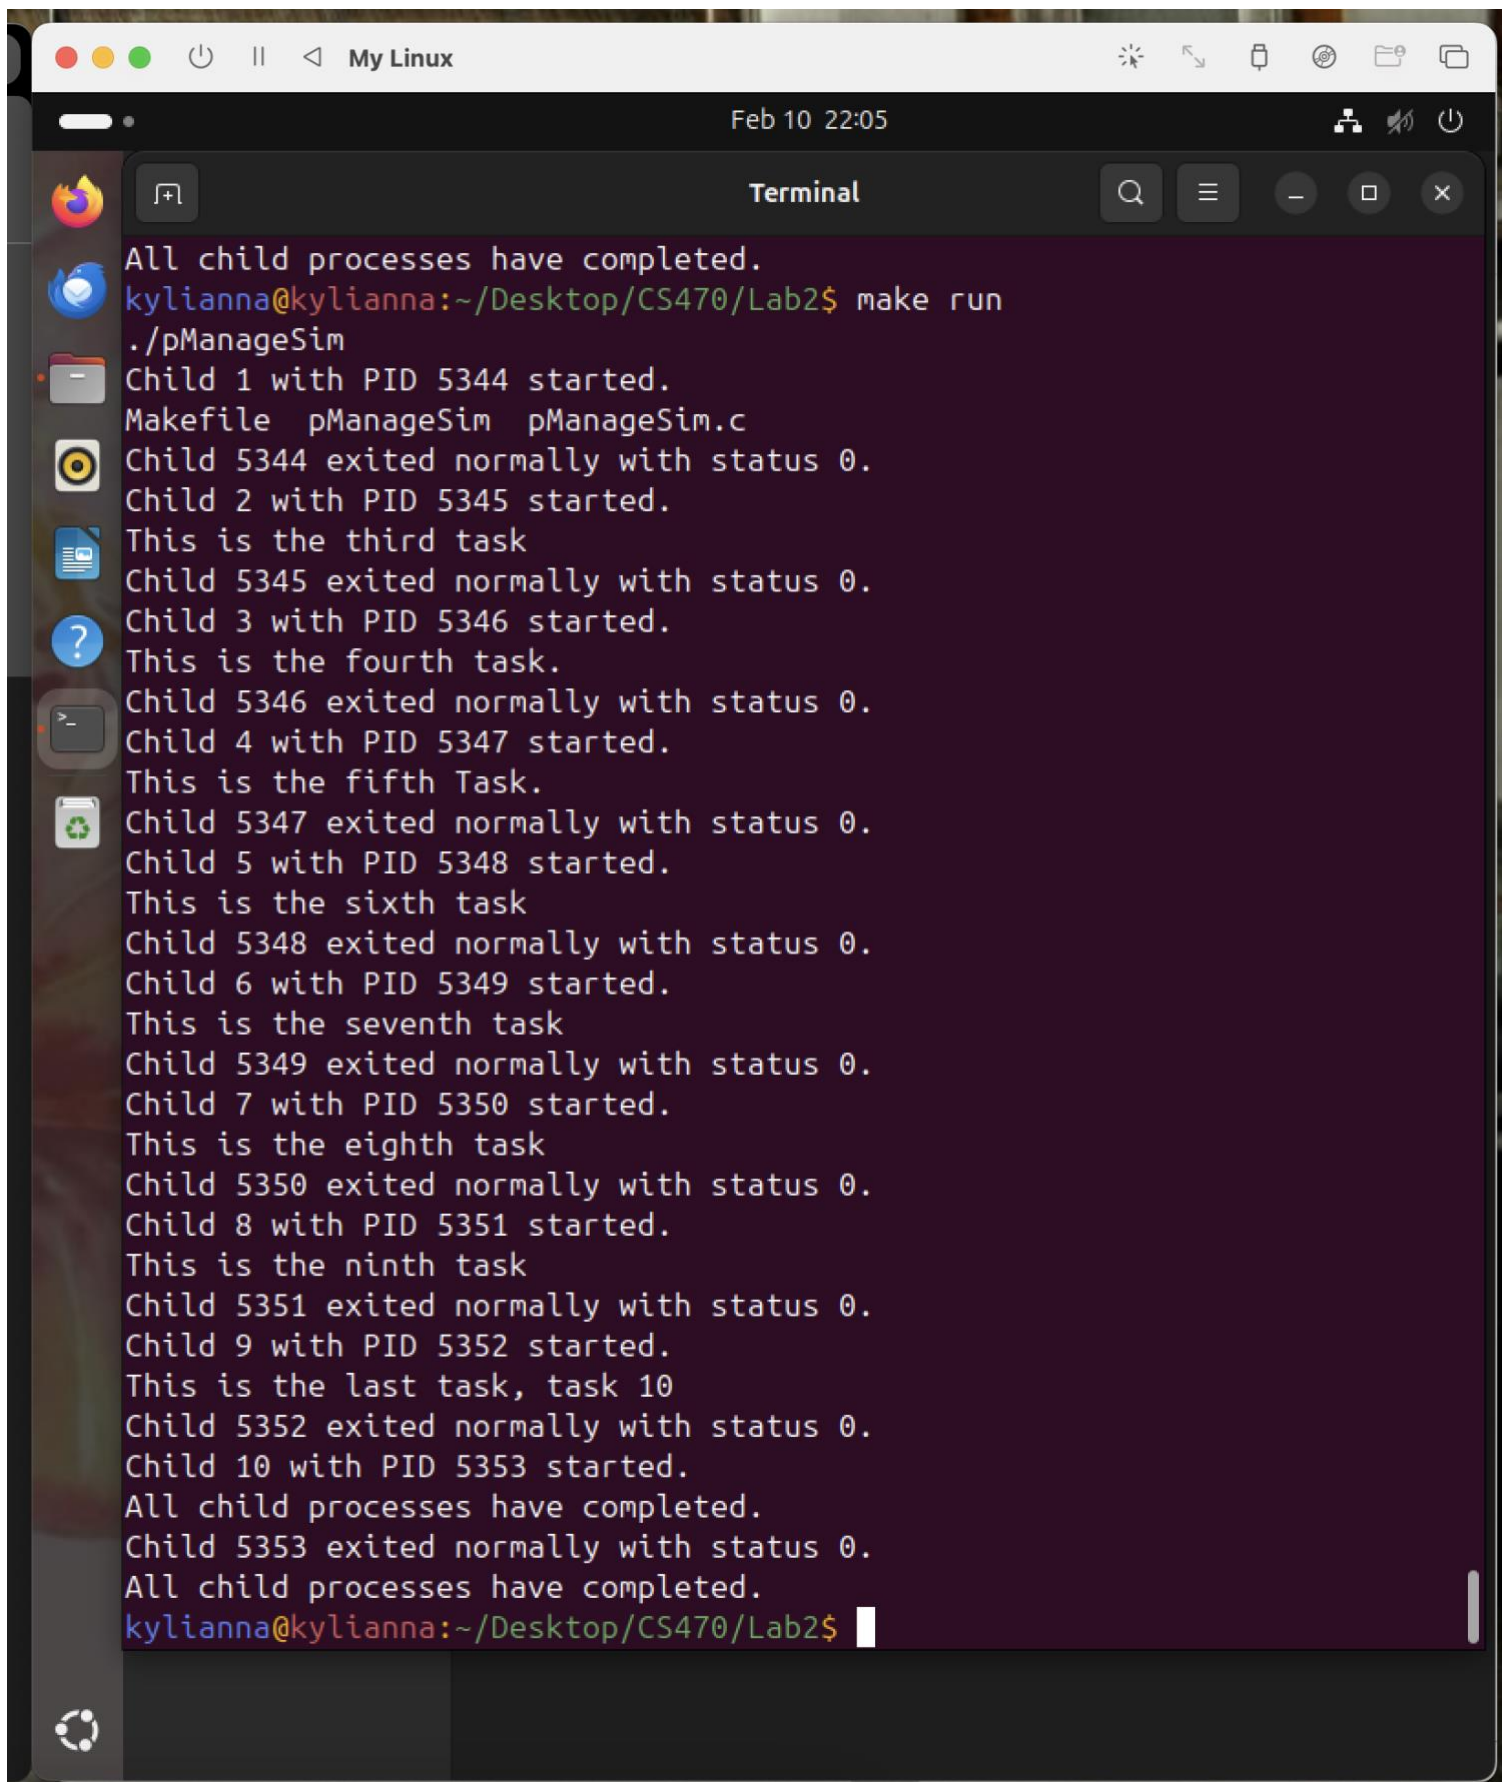 My Linux
Feb 10 22:05
Terminal
All child processes have completed.
kylianna@kylianna:~/Desktop/CS470/Lab2$ make run
./pManageSim
Child 1 with PID 5344 started.
Makefile  pManageSim  pManageSim.c
Child 5344 exited normally with status 0.
Child 2 with PID 5345 started.
This is the third task
Child 5345 exited normally with status 0.
Child 3 with PID 5346 started.
This is the fourth task.
Child 5346 exited normally with status 0.
Child 4 with PID 5347 started.
This is the fifth Task.
Child 5347 exited normally with status 0.
Child 5 with PID 5348 started.
This is the sixth task
Child 5348 exited normally with status 0.
Child 6 with PID 5349 started.
This is the seventh task
Child 5349 exited normally with status 0.
Child 7 with PID 5350 started.
This is the eighth task
Child 5350 exited normally with status 0.
Child 8 with PID 5351 started.
This is the ninth task
Child 5351 exited normally with status 0.
Child 9 with PID 5352 started.
This is the last task, task 10
Child 5352 exited normally with status 0.
Child 10 with PID 5353 started.
All child processes have completed.
Child 5353 exited normally with status 0.
All child processes have completed.
kylianna@kylianna:~/Desktop/CS470/Lab2$